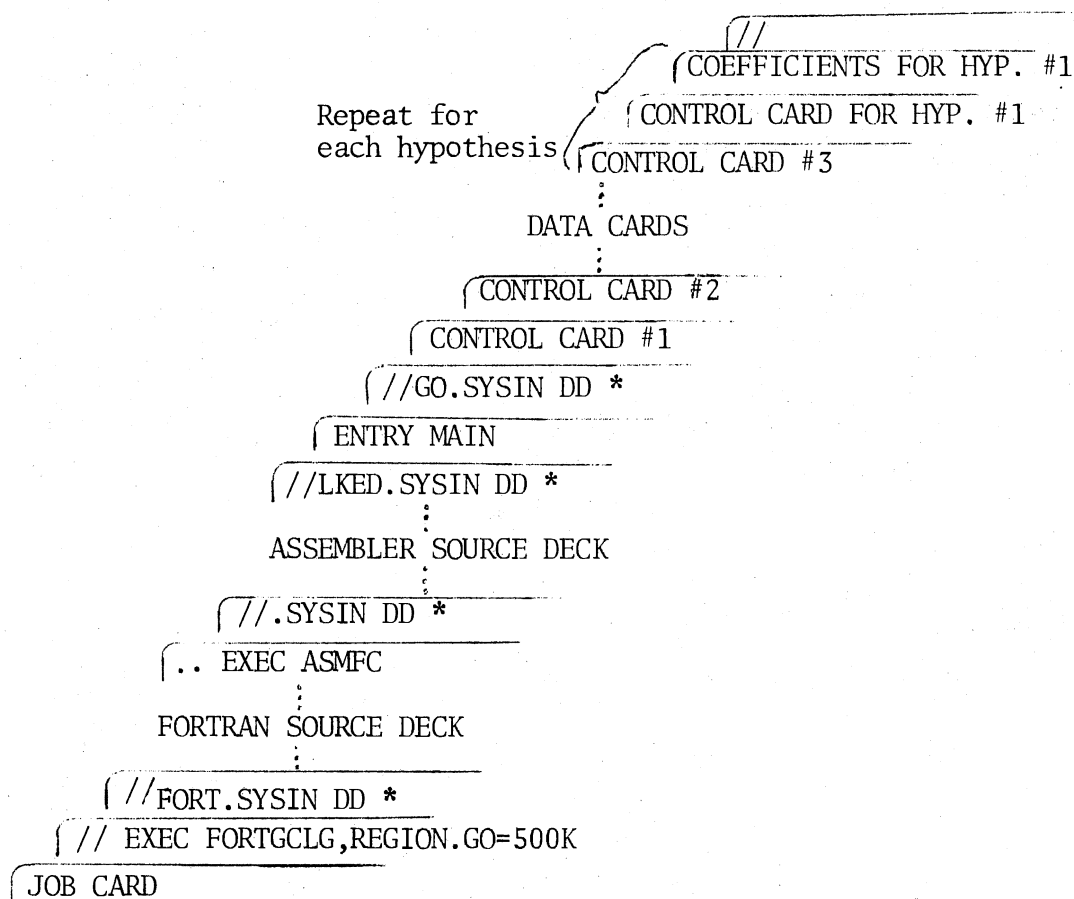 //
COEFFICIENTS FOR HYP. #1
CONTROL CARD FOR HYP. #1
Repeat for
each hypothesis
CONTROL CARD #3
DATA CARDS
CONTROL CARD #2
CONTROL CARD #1
//GO.SYSIN DD *
ENTRY MAIN
//LKED.SYSIN DD *
ASSEMBLER SOURCE DECK
//.SYSIN DD *
.. EXEC ASMFC
FORTRAN SOURCE DECK
//FORT.SYSIN DD *
// EXEC FORTGCLG,REGION.GO=500K
JOB CARD